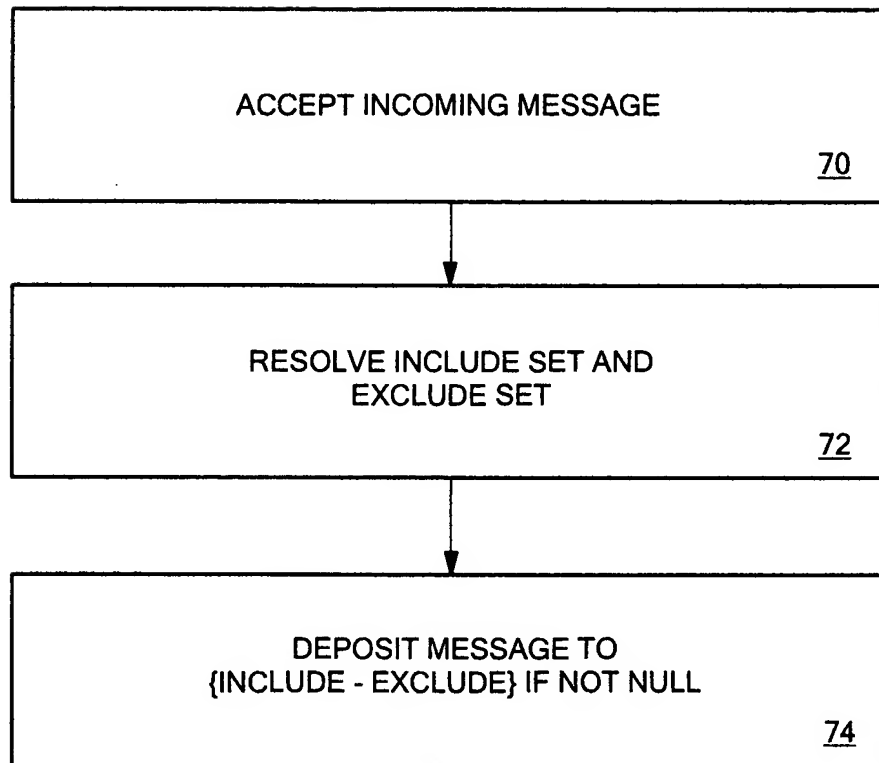 ACCEPT INCOMING MESSAGE
70
RESOLVE INCLUDE SET AND
EXCLUDE SET
72
DEPOSIT MESSAGE TO
{INCLUDE - EXCLUDE} IF NOT NULL
74